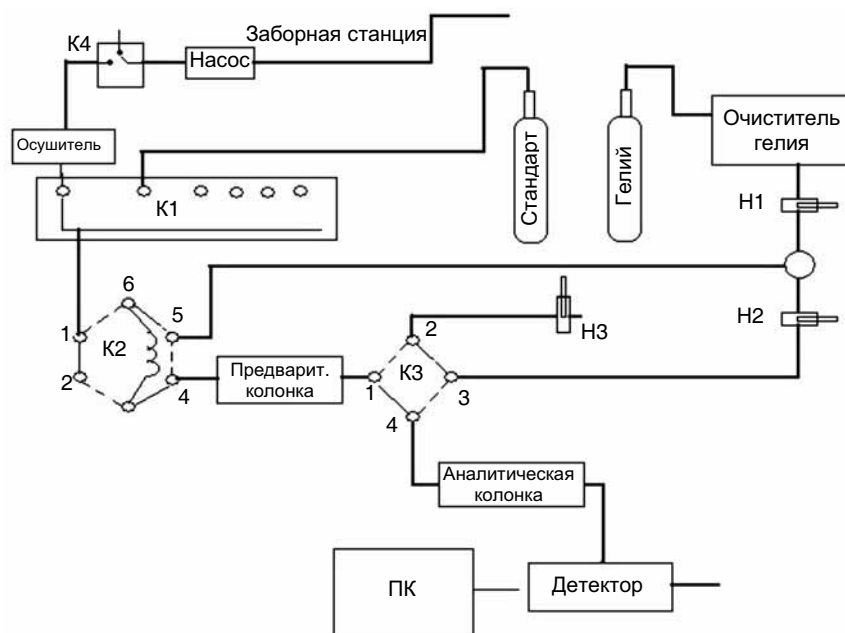 Заборная станция
К4
Насос
Осушитель
К1
Стандарт
Гелий
Очиститель
гелия
Н1
6
5
1
К2
2
4
Предварит.
колонка
2
К3
1
3
4
Н3
Н2
Аналитическая
колонка
ПК
Детектор